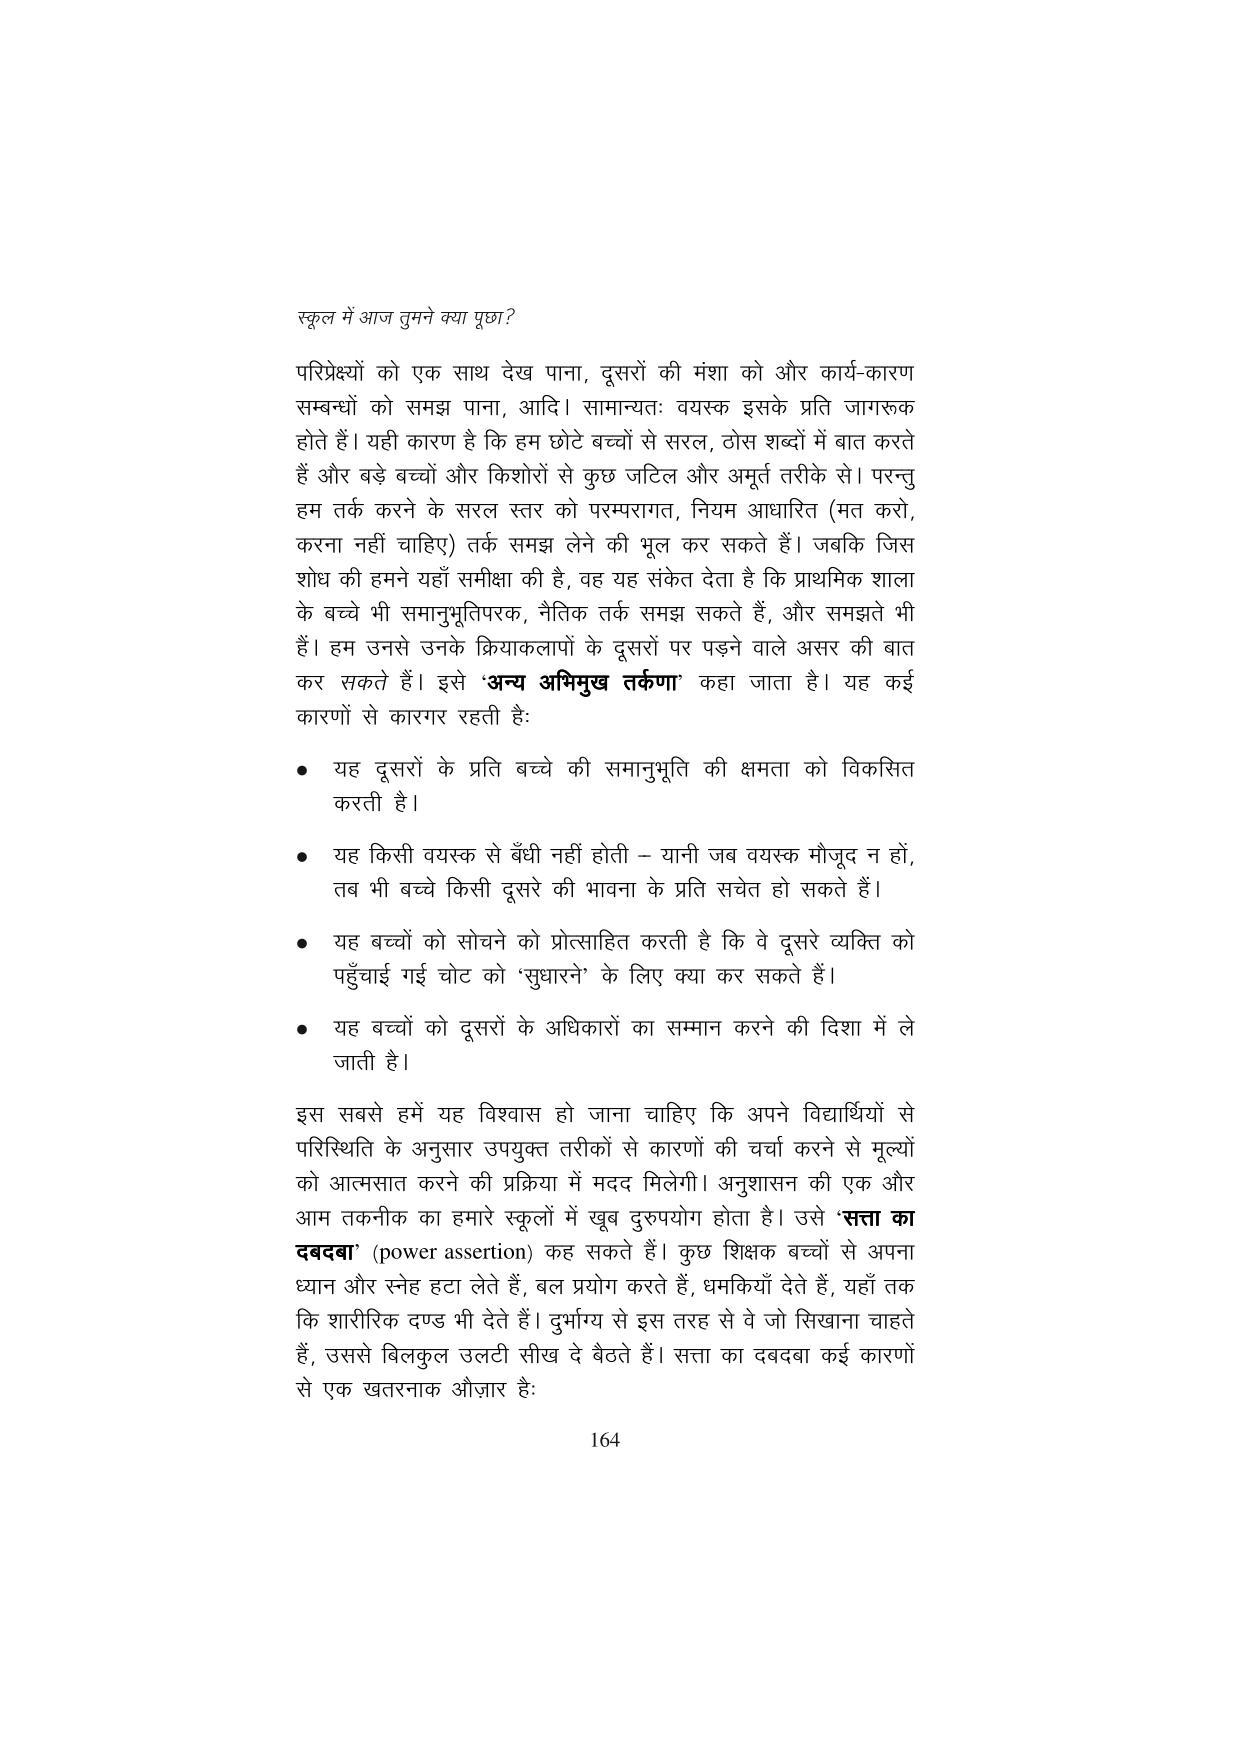 स्कूल में आज तुमने क्या पूछा?
परिप्रेक्ष्यों को एक साथ देख पाना, दूसरों की मंशा को और कार्य-कारण
सम्बन्धों को समझ पाना, आदि। सामान्यतः वयस्क इसके प्रति जागरूक
होते हैं। यही कारण है कि हम छोटे बच्चों से सरल, ठोस शब्दों में बात करते
हैं और बड़े बच्चों और किशोरों से कुछ जटिल और अमूर्त तरीके से। परन्तु
हम तर्क करने के सरल स्तर को परम्परागत, नियम आधारित (मत करो,
करना नहीं चाहिए) तर्क समझ लेने की भूल कर सकते हैं। जबकि जिस
शोध की हमने यहाँ समीक्षा की है, वह यह संकेत देता है कि प्राथमिक शाला
के बच्चे भी समानुभूतिपरक, नैतिक तर्क समझ सकते हैं, और समझते भी
हैं। हम उनसे उनके क्रियाकलापों के दूसरों पर पड़ने वाले असर की बात
कर सकते हैं। इसे ‘अन्य अभिमुख तर्कणा’ कहा जाता है। यह कई
कारणों से कारगर रहती है:
● यह दूसरों के प्रति बच्चे की समानुभूति की क्षमता को विकसित
करती है।
● यह किसी वयस्क से बँधी नहीं होती – यानी जब वयस्क मौजूद न हों,
तब भी बच्चे किसी दूसरे की भावना के प्रति सचेत हो सकते हैं।
● यह बच्चों को सोचने को प्रोत्साहित करती है कि वे दूसरे व्यक्ति को
पहुँचाई गई चोट को ‘सुधारने’ के लिए क्या कर सकते हैं।
● यह बच्चों को दूसरों के अधिकारों का सम्मान करने की दिशा में ले
जाती है।
इस सबसे हमें यह विश्वास हो जाना चाहिए कि अपने विद्यार्थियों से
परिस्थिति के अनुसार उपयुक्त तरीकों से कारणों की चर्चा करने से मूल्यों
को आत्मसात करने की प्रक्रिया में मदद मिलेगी। अनुशासन की एक और
आम तकनीक का हमारे स्कूलों में खूब दुरुपयोग होता है। उसे ‘सत्ता का
दबदबा’ (power assertion) कह सकते हैं। कुछ शिक्षक बच्चों से अपना
ध्यान और स्नेह हटा लेते हैं, बल प्रयोग करते हैं, धमकियाँ देते हैं, यहाँ तक
कि शारीरिक दण्ड भी देते हैं। दुर्भाग्य से इस तरह से वे जो सिखाना चाहते
हैं, उससे बिलकुल उलटी सीख दे बैठते हैं। सत्ता का दबदबा कई कारणों
से एक खतरनाक औज़ार है:
164